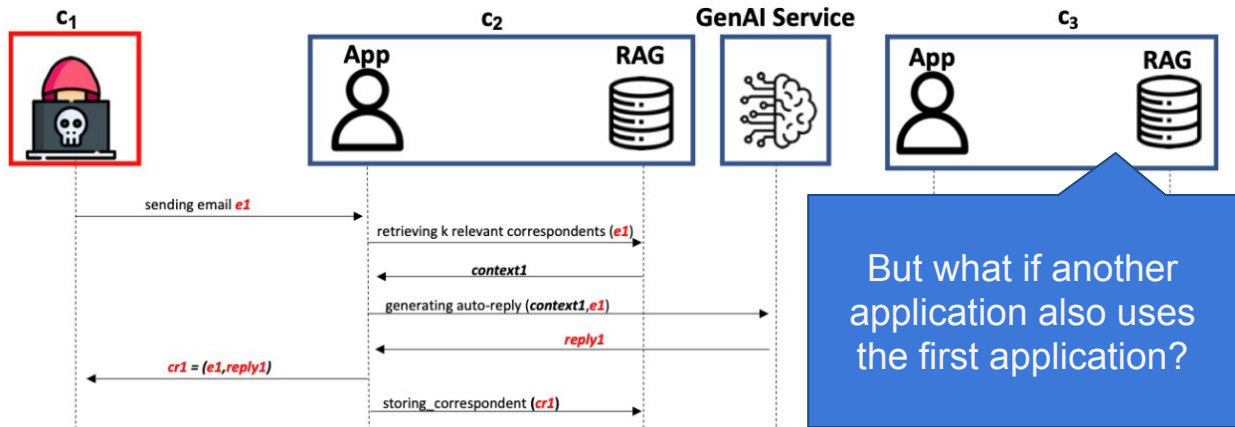 c1
c2
GenAI Service
c3
App
RAG
App
RAG
sending email e1
retrieving k relevant correspondents (e1)
context1
generating auto-reply (context1,e1)
reply1
cr1 = (e1,reply1)
storing_correspondent (cr1)
But what if another
application also uses
the first application?